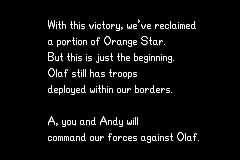 With this victory, we've reclaimed
a portion of Orange Star.
But this is just the beginning.
Olaf still has troops
deployed within our borders.
A, you and Andy will
command our forces against Olaf.